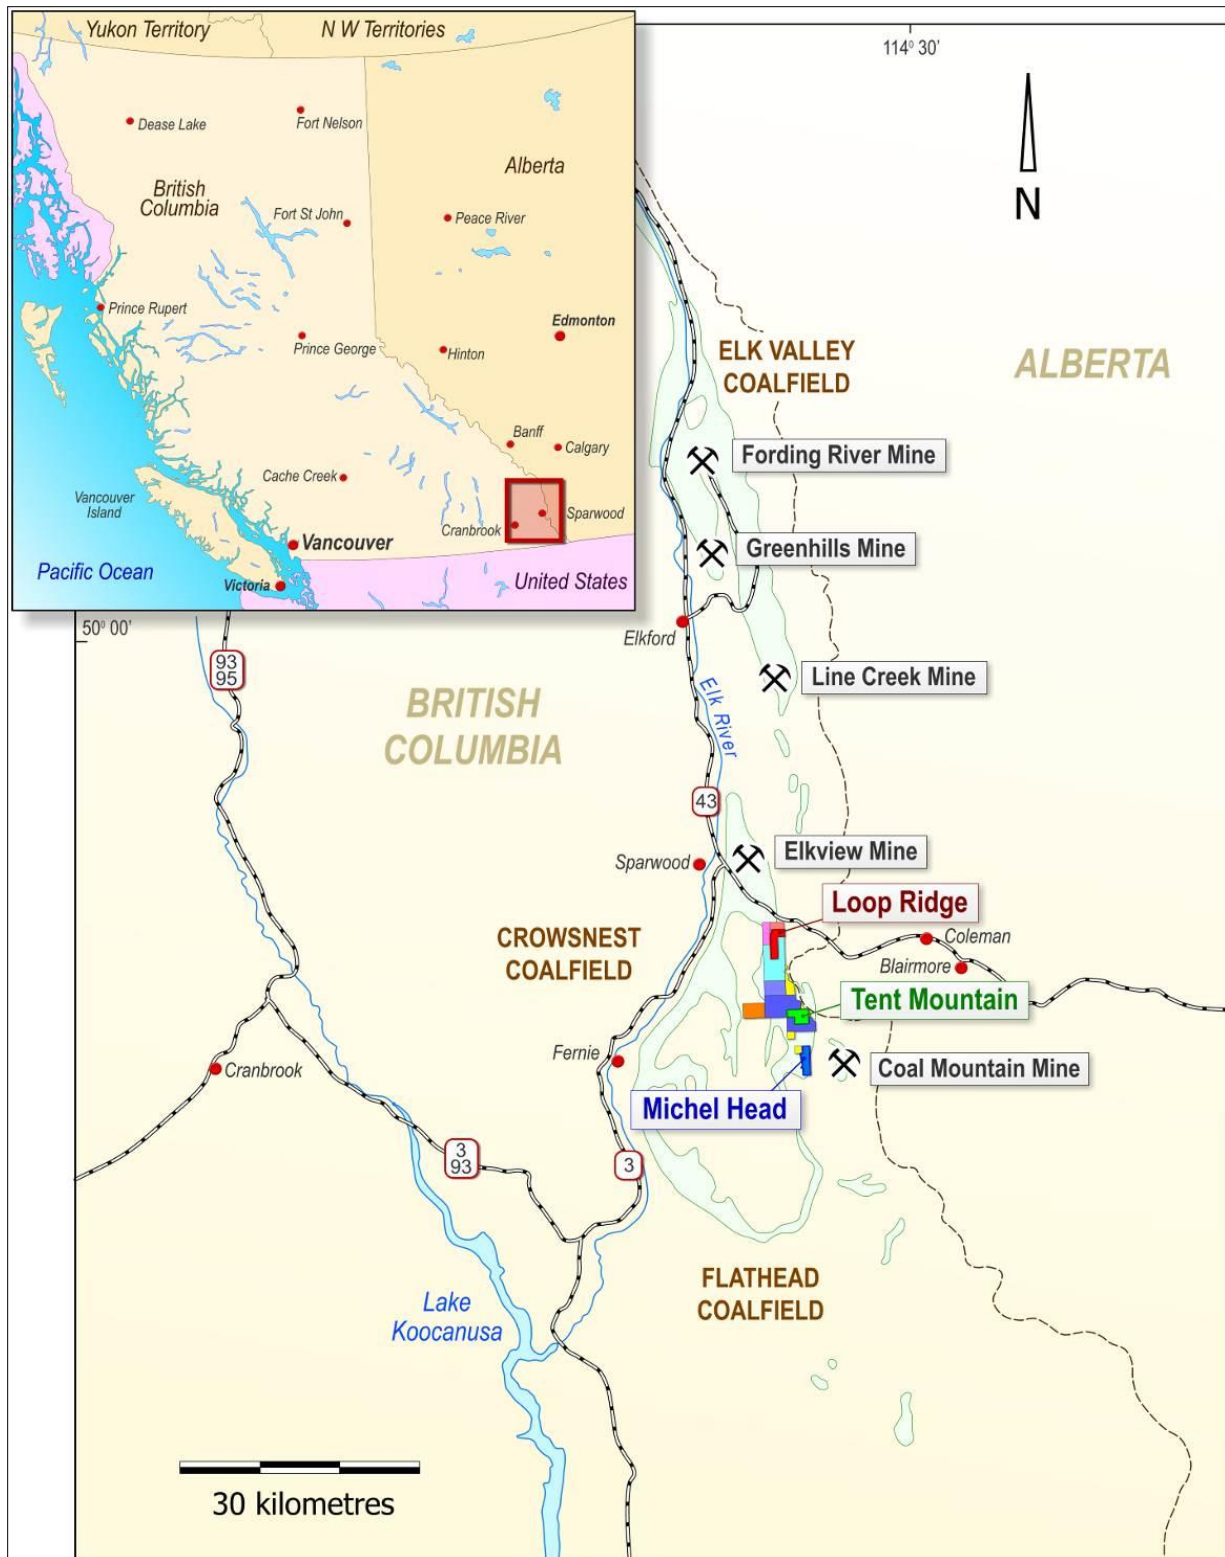 Yukon Territory
N W Territories
Dease Lake
Fort Nelson
Alberta
British
Columbia
Fort St John
Peace River
Prince Rupert
Edmonton
Prince George
Hinton
Banff
Calgary
Cache Creek
Vancouver
Island
Sparwood
Cranbrook
Vancouver
Pacific Ocean
United States
Victoria
114⁰ 30'
N
ELK VALLEY
COALFIELD
ALBERTA
Fording River Mine
Greenhills Mine
50⁰ 00'
Elkford
93
95
Line Creek Mine
Elk River
BRITISH
COLUMBIA
43
Sparwood
Elkview Mine
Loop Ridge
CROWSNEST
COALFIELD
Coleman
Blairmore
Tent Mountain
Fernie
Cranbrook
Coal Mountain Mine
Michel Head
3
93
3
FLATHEAD
COALFIELD
Lake
Koocanusa
30 kilometres